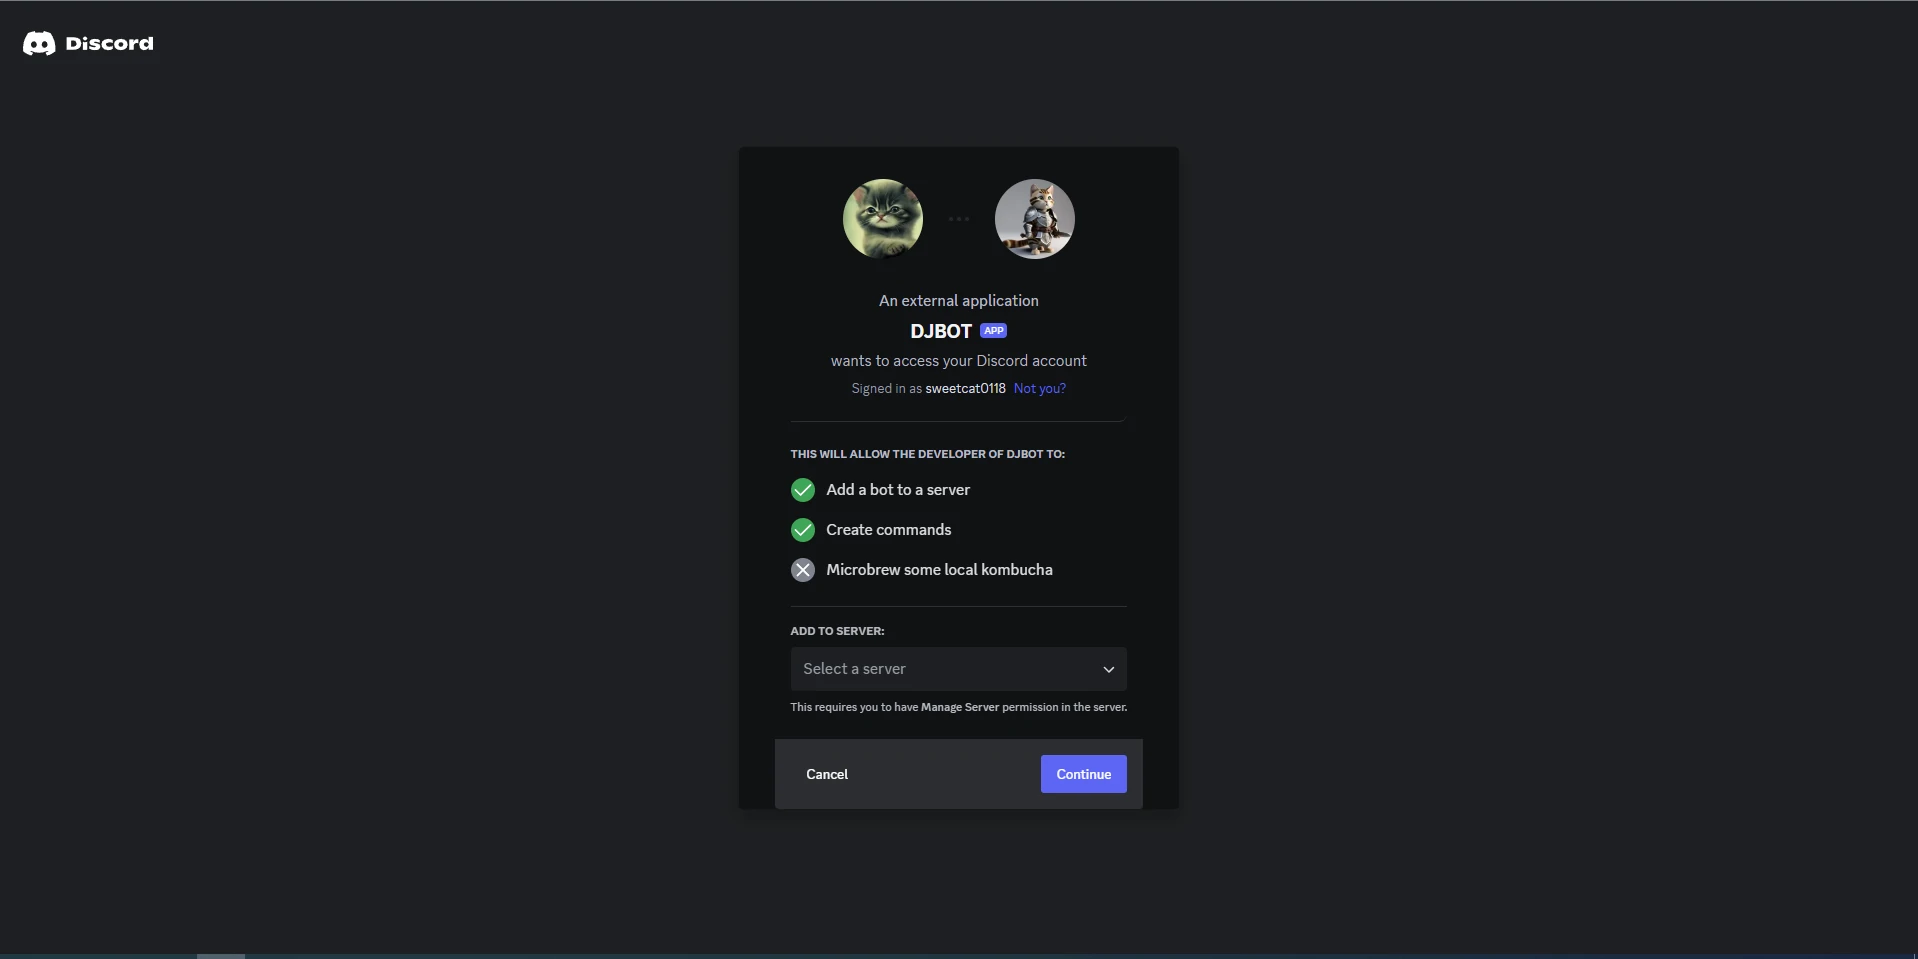 Discord
An external application
DJBOT APP
wants to access your Discord account
Signed in as sweetcat0118 Not you?
THIS WILL ALLOW THE DEVELOPER OF DJBOT TO:
Add a bot to a server
Create commands
Microbrew some local kombucha
ADD TO SERVER:
Select a server
This requires you to have Manage Server permission in the server.
Cancel
Continue